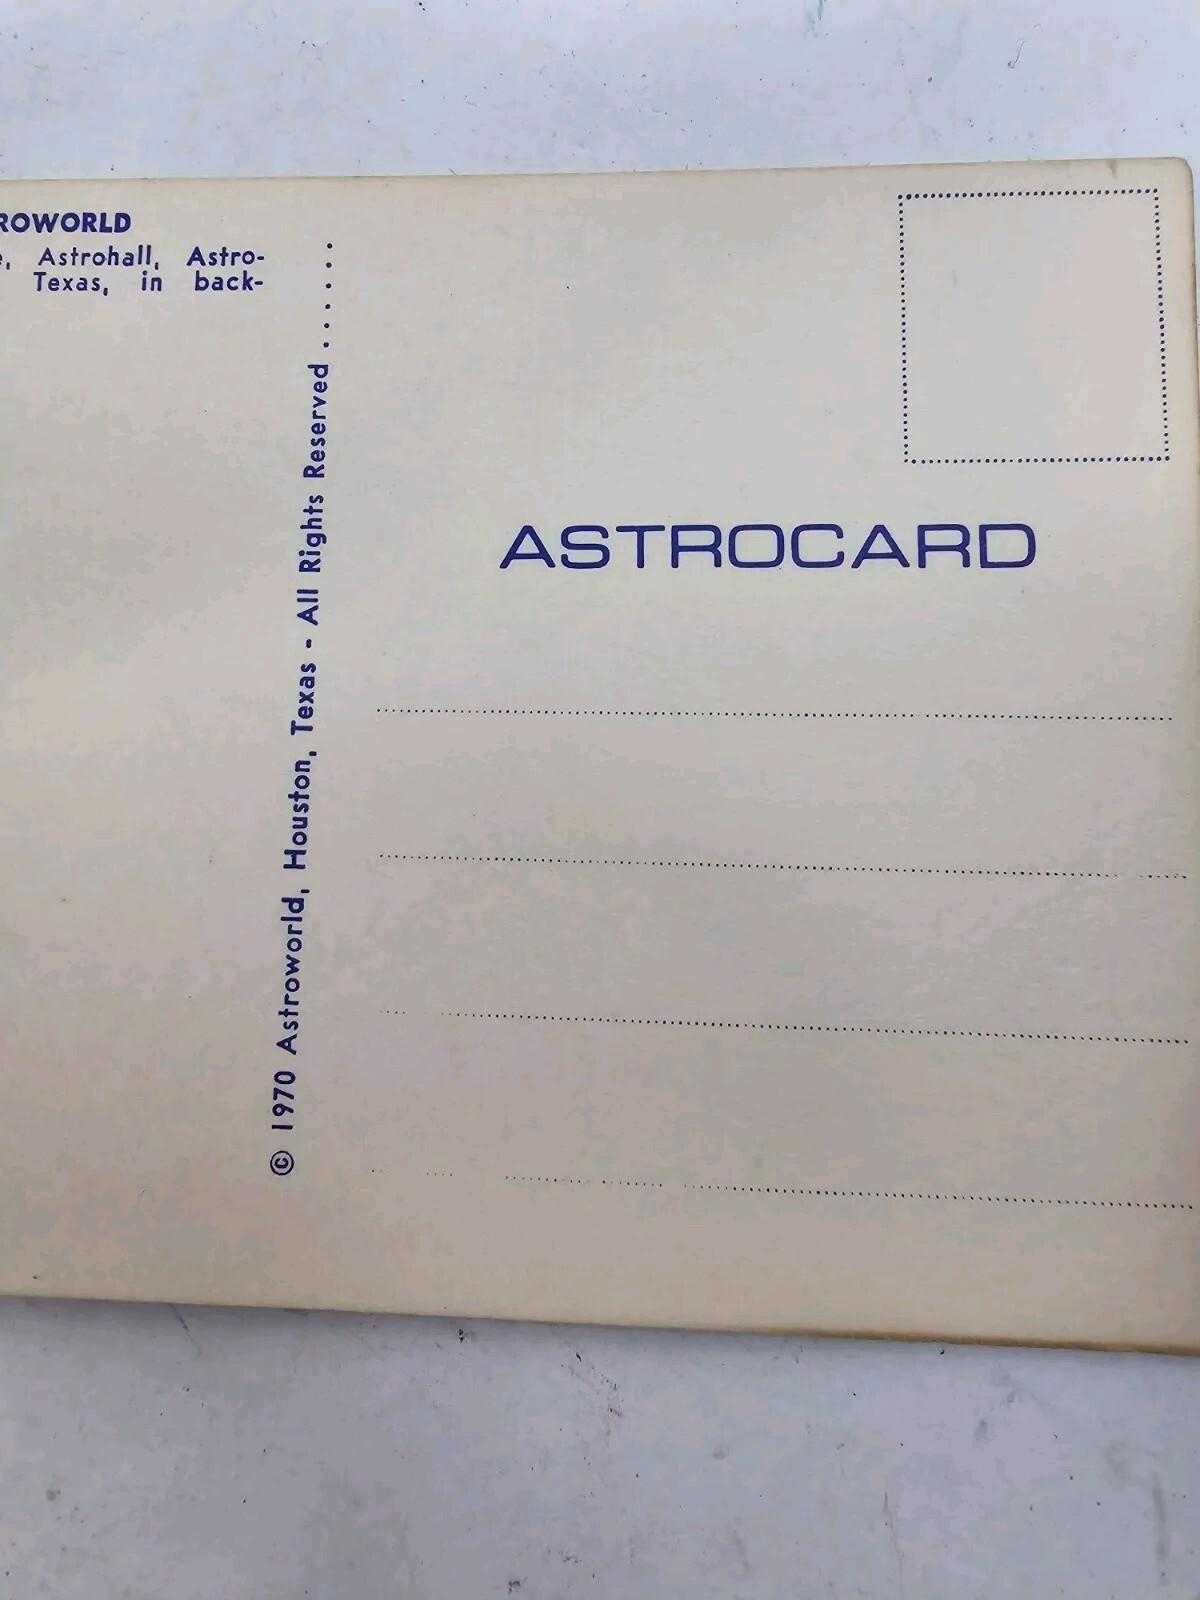 ROWORLD
, Astrohall, Astro-
Texas, in back-
© 1970 Astroworld, Houston, Texas - All Rights Reserved . . . . . .
ASTROCARD